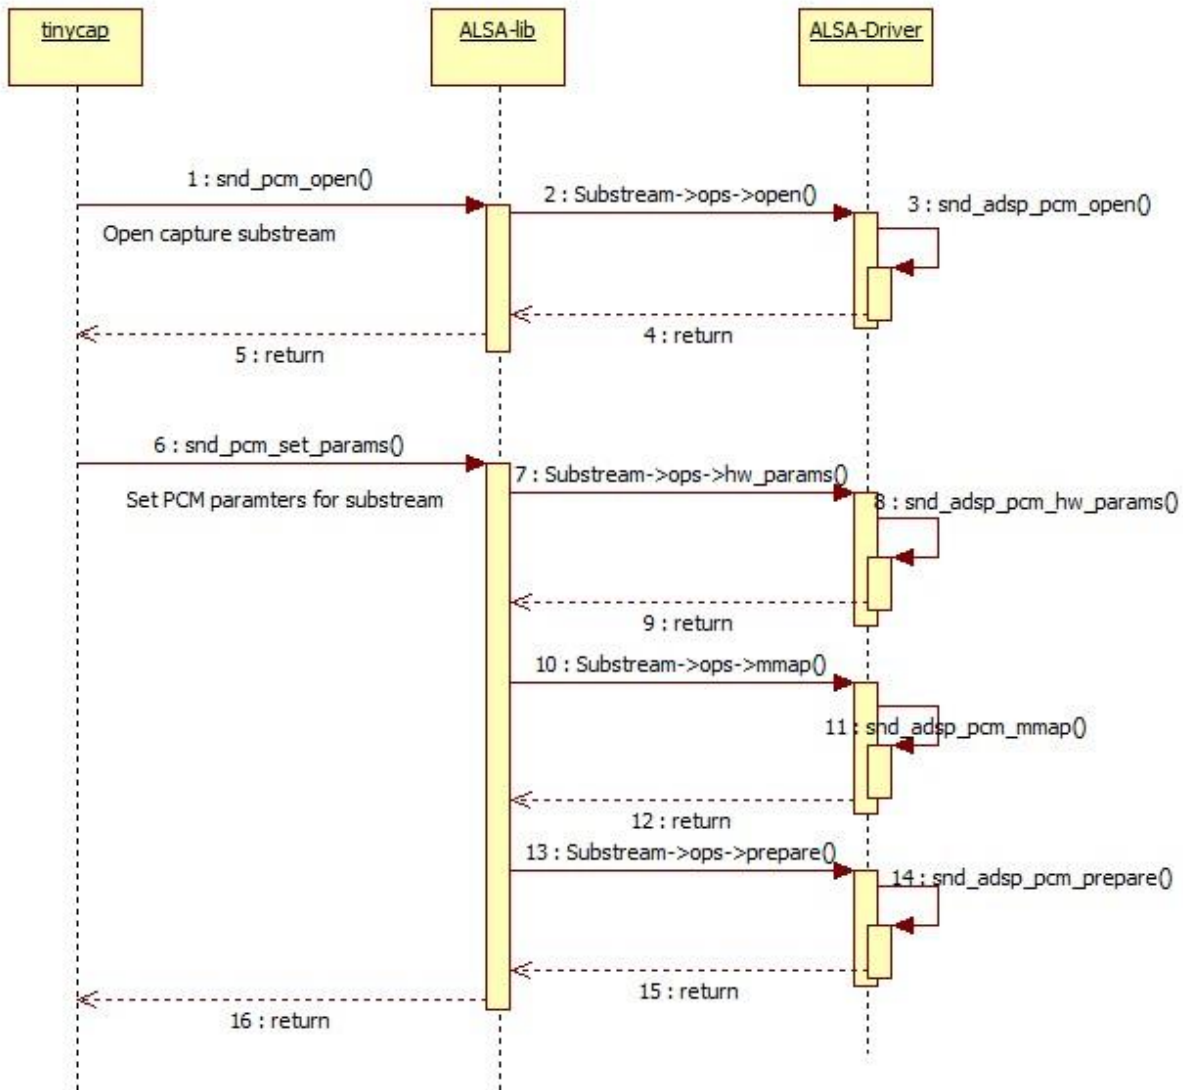 tinycap
ALSA-lib
ALSA-Driver
1 : snd_pcm_open()
2 : Substream->ops->open()
3 : snd_adsp_pcm_open()
Open capture substream
4 : return
5 : return
6 : snd_pcm_set_params()
7 : Substream->ops->hw_params()
Set PCM paramters for substream
8 : snd_adsp_pcm_hw_params()
9 : return
10 : Substream->ops->mmap()
11 : snd_adsp_pcm_mmap()
12 : return
13 : Substream->ops->prepare()
14 : snd_adsp_pcm_prepare()
15 : return
16 : return